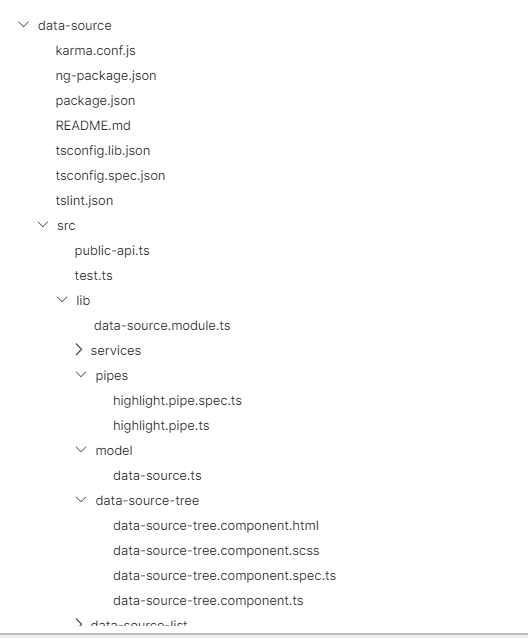 data-source
karma.conf.js
ng-package.json
package.json
README.md
tsconfig.lib.json
tsconfig.spec.json
tslint.json
src
public-api.ts
test.ts
lib
data-source.module.ts
services
pipes
highlight.pipe.spec.ts
highlight.pipe.ts
model
data-source.ts
data-source-tree
data-source-tree.component.html
data-source-tree.component.scss
data-source-tree.component.spec.ts
data-source-tree.component.ts
data-source-list